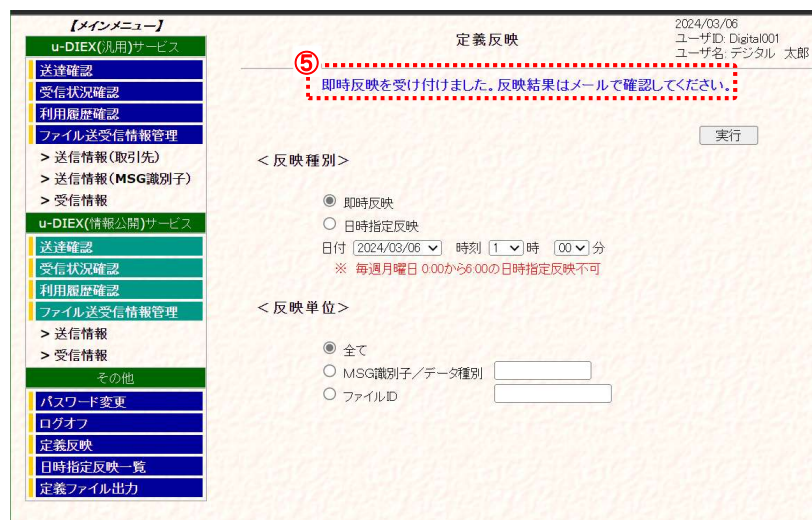 【メインメニュー】
u-DIEX(汎用)サービス
送達確認
受信状況確認
利用履歴確認
ファイル送受信情報管理
> 送信情報(取引先)
> 送信情報(MSG識別子)
> 受信情報
u-DIEX(情報公開)サービス
送達確認
受信状況確認
利用履歴確認
ファイル送受信情報管理
> 送信情報
> 受信情報
その他
パスワード変更
ログオフ
定義反映
日時指定反映一覧
定義ファイル出力
定義反映
2024/03/06
ユーザID: Digital001
ユーザ名: デジタル 太郎
⑤
即時反映を受け付けました。反映結果はメールで確認してください。
実行
<反映種別>
即時反映
日時指定反映
日付 2024/03/06 時刻 1 時 00 分
※ 毎週月曜日 0:00から6:00の日時指定反映不可
<反映単位>
全て
MSG識別子/データ種別
ファイルID